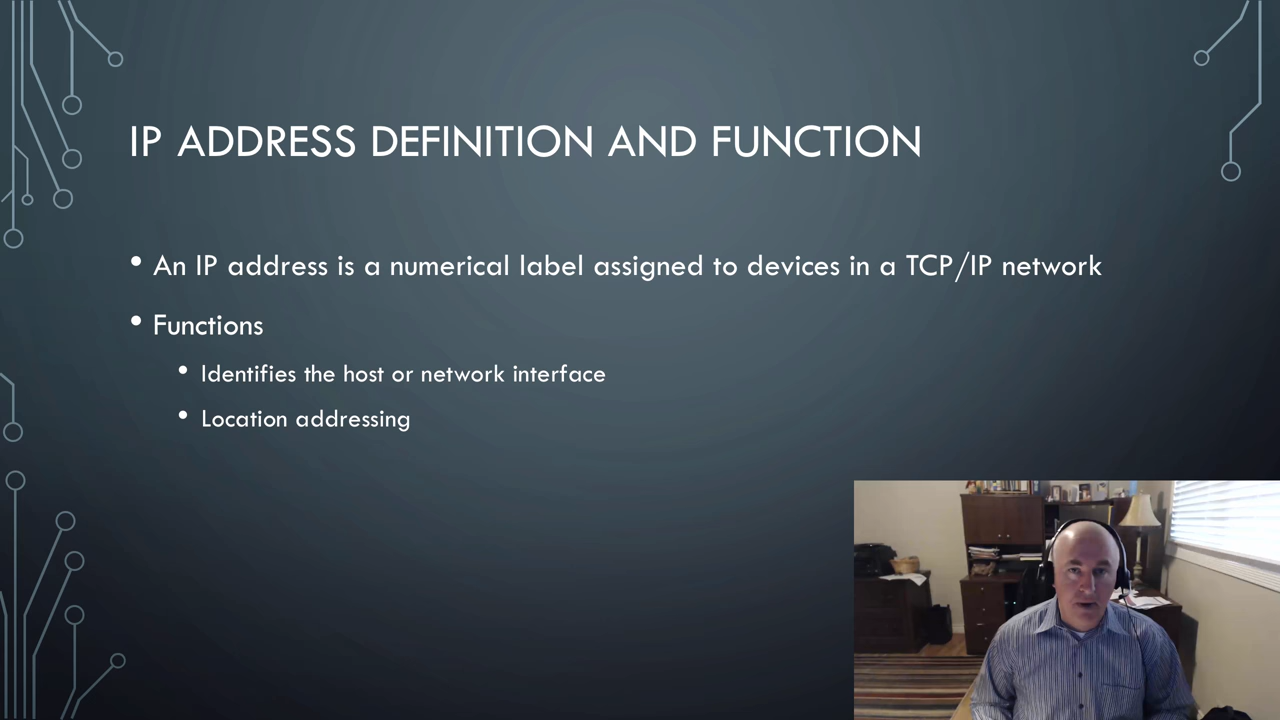 IP ADDRESS DEFINITION AND FUNCTION
• An IP address is a numerical label assigned to devices in a TCP/IP network
• Functions
• Identifies the host or network interface
• Location addressing